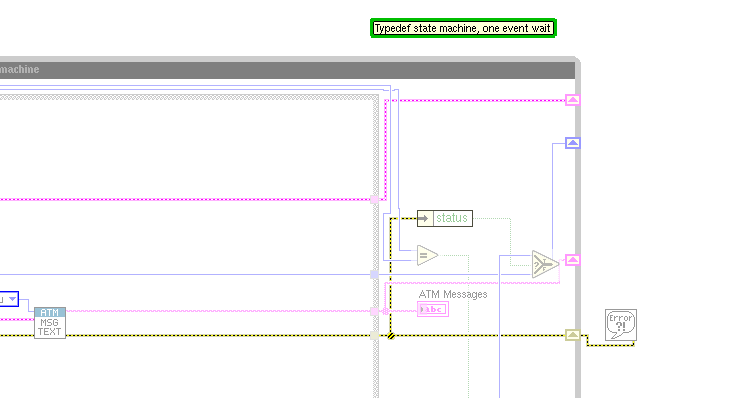 Typedef state machine, one event wait
machine
status
=
?
ATM Messages
abc
ATM
MSG
TEXT
Error
?!